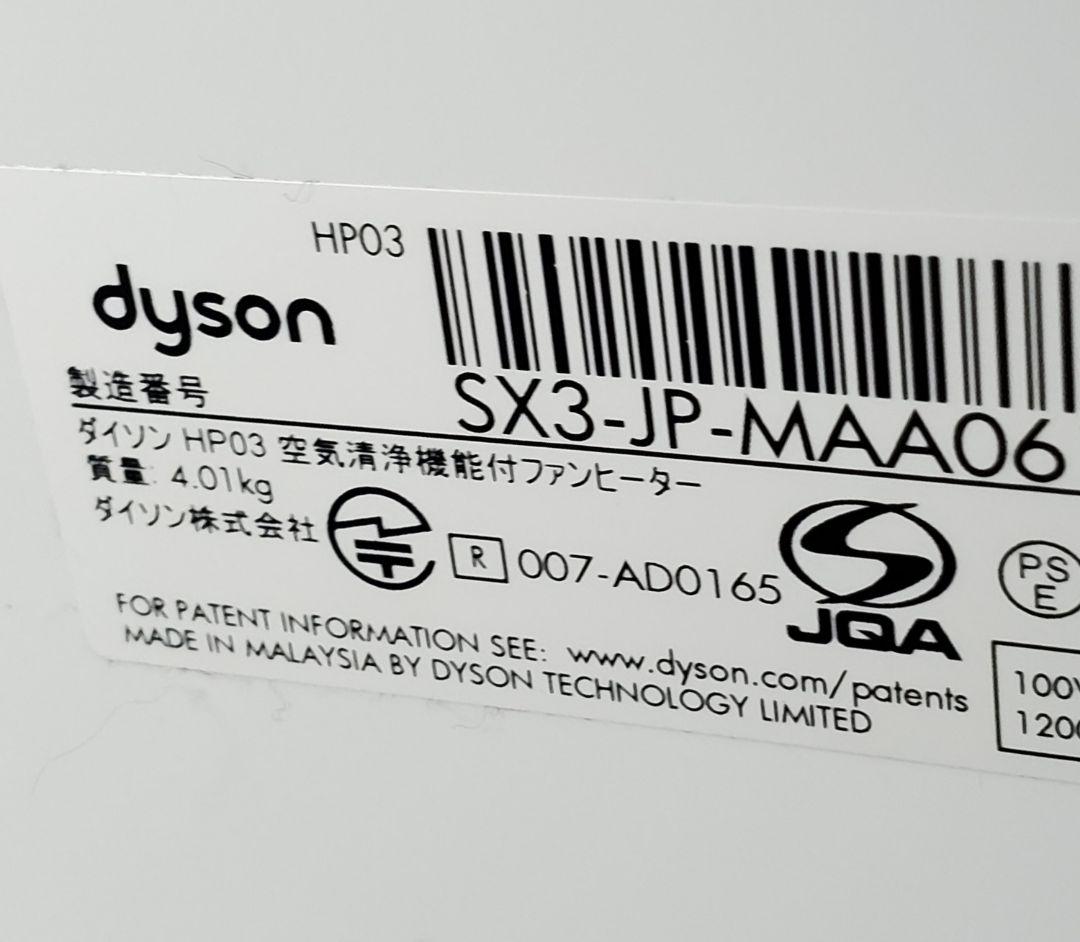 HP03
dyson
製造番号 SX3-JP-MAA06
ダイソン HP03 空気清浄機能付ファンヒーター
質量: 4.01kg
ダイソン株式会社
R 007-AD0165
JQA
PS
E
FOR PATENT INFORMATION SEE: www.dyson.com/patents
MADE IN MALAYSIA BY DYSON TECHNOLOGY LIMITED
100V
1200